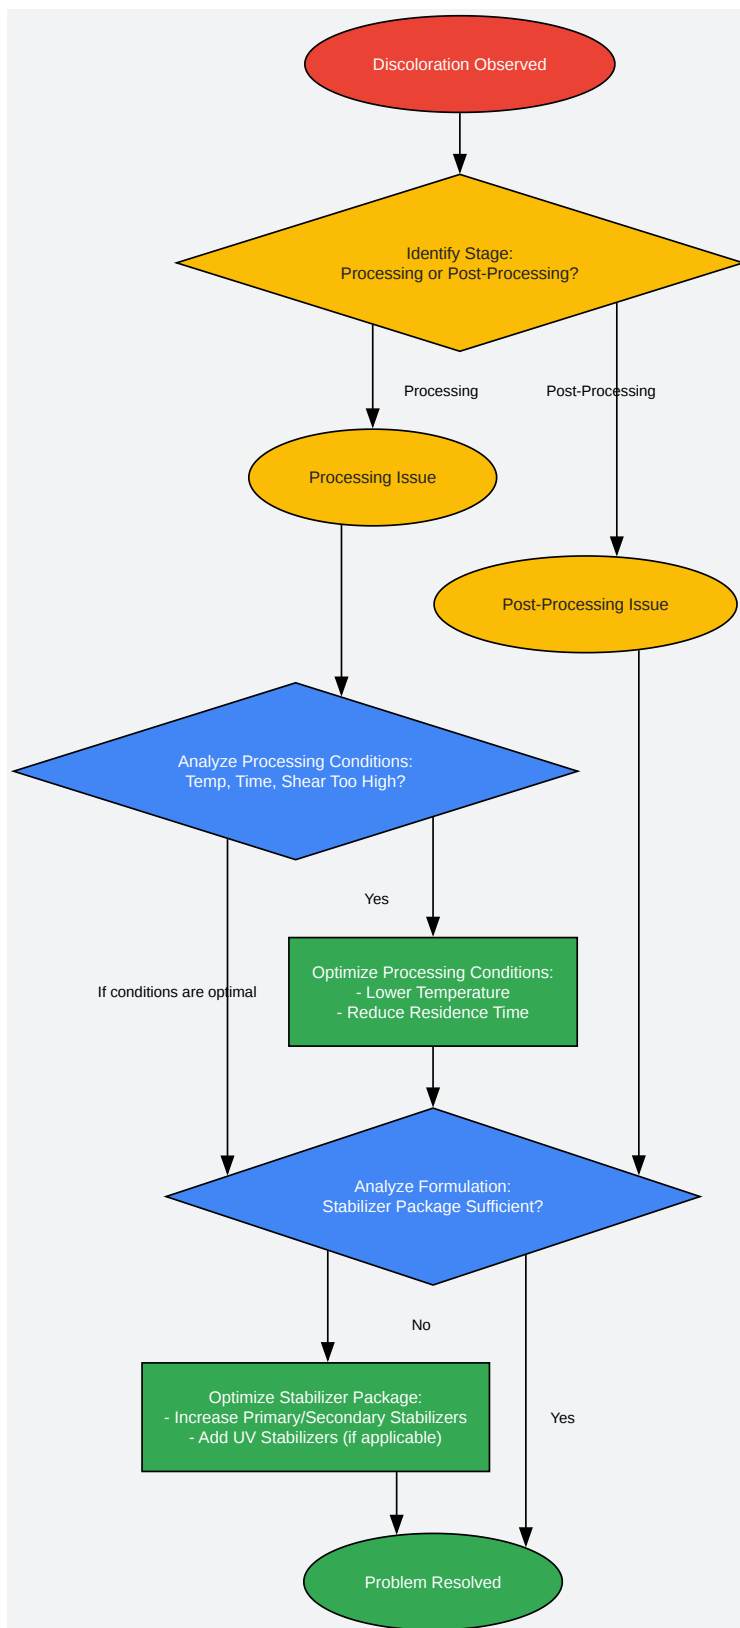 Discoloration Observed
Identify Stage:
Processing or Post-Processing?
Processing
Post-Processing
Processing Issue
Post-Processing Issue
Analyze Processing Conditions:
Temp, Time, Shear Too High?
Yes
If conditions are optimal
Optimize Processing Conditions:
- Lower Temperature
- Reduce Residence Time
Analyze Formulation:
Stabilizer Package Sufficient?
No
Optimize Stabilizer Package:
- Increase Primary/Secondary Stabilizers
- Add UV Stabilizers (if applicable)
Yes
Problem Resolved